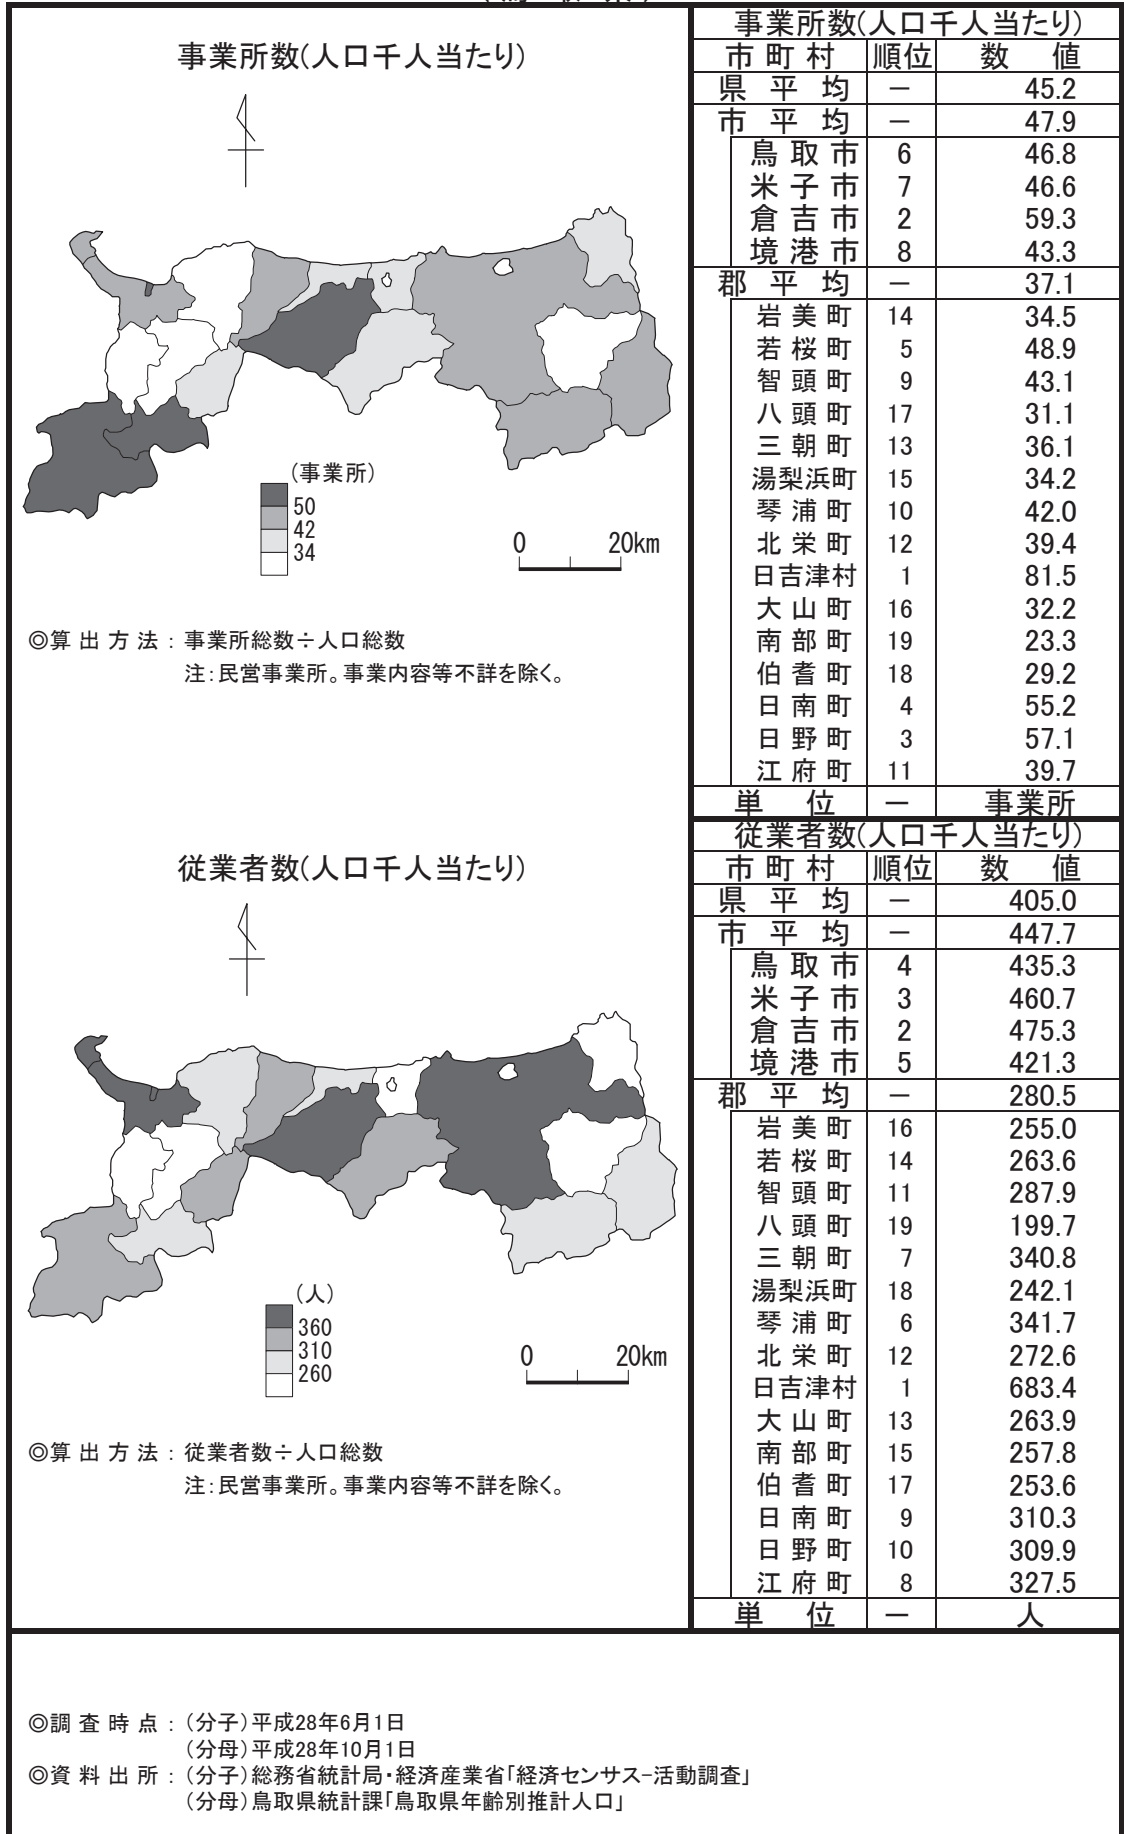 事業所数(人口千人当たり)
(事業所)
50
42
34
0 20km
◎算出方法：事業所総数÷人口総数
注：民営事業所。事業内容等不詳を除く。
事業所数(人口千人当たり)
市町村 順位 数値
県平均 － 45.2
市平均 － 47.9
鳥取市 6 46.8
米子市 7 46.6
倉吉市 2 59.3
境港市 8 43.3
郡平均 － 37.1
岩美町 14 34.5
若桜町 5 48.9
智頭町 9 43.1
八頭町 17 31.1
三朝町 13 36.1
湯梨浜町 15 34.2
琴浦町 10 42.0
北栄町 12 39.4
日吉津村 1 81.5
大山町 16 32.2
南部町 19 23.3
伯耆町 18 29.2
日南町 4 55.2
日野町 3 57.1
江府町 11 39.7
単位 － 事業所
従業者数(人口千人当たり)
(人)
360
310
260
0 20km
◎算出方法：従業者数÷人口総数
注：民営事業所。事業内容等不詳を除く。
従業者数(人口千人当たり)
市町村 順位 数値
県平均 － 405.0
市平均 － 447.7
鳥取市 4 435.3
米子市 3 460.7
倉吉市 2 475.3
境港市 5 421.3
郡平均 － 280.5
岩美町 16 255.0
若桜町 14 263.6
智頭町 11 287.9
八頭町 19 199.7
三朝町 7 340.8
湯梨浜町 18 242.1
琴浦町 6 341.7
北栄町 12 272.6
日吉津村 1 683.4
大山町 13 263.9
南部町 15 257.8
伯耆町 17 253.6
日南町 9 310.3
日野町 10 309.9
江府町 8 327.5
単位 － 人
◎調査時点：(分子)平成28年6月1日
(分母)平成28年10月1日
◎資料出所：(分子)総務省統計局・経済産業省「経済センサス−活動調査」
(分母)鳥取県統計課「鳥取県年齢別推計人口」